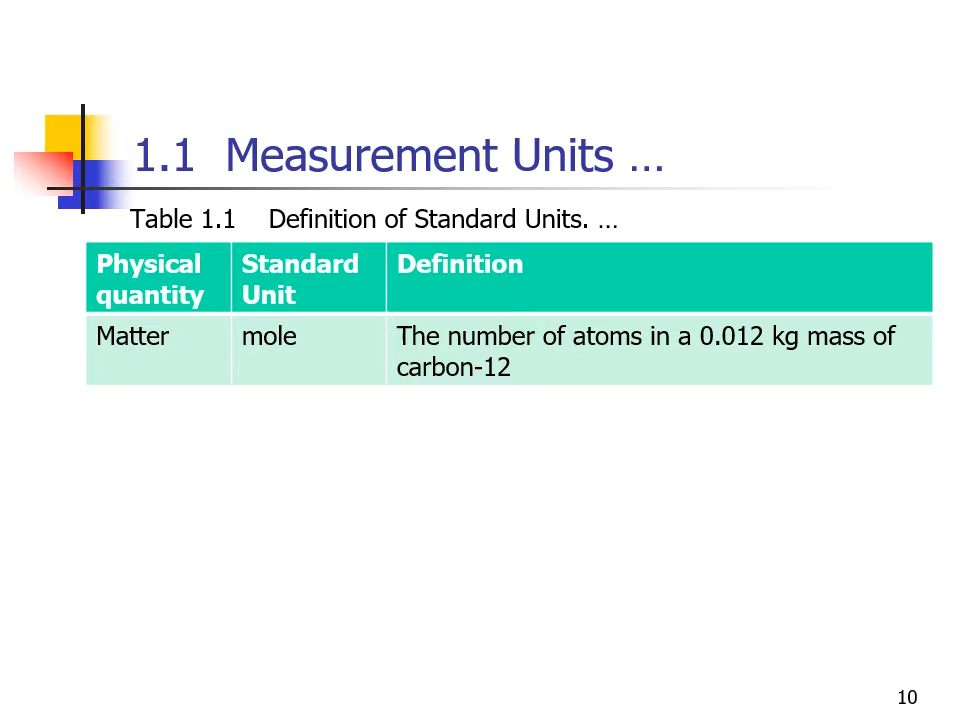 1.1 Measurement Units …
Table 1.1 Definition of Standard Units. …
Physical quantity
Standard Unit
Definition
Matter
mole
The number of atoms in a 0.012 kg mass of
carbon-12
10